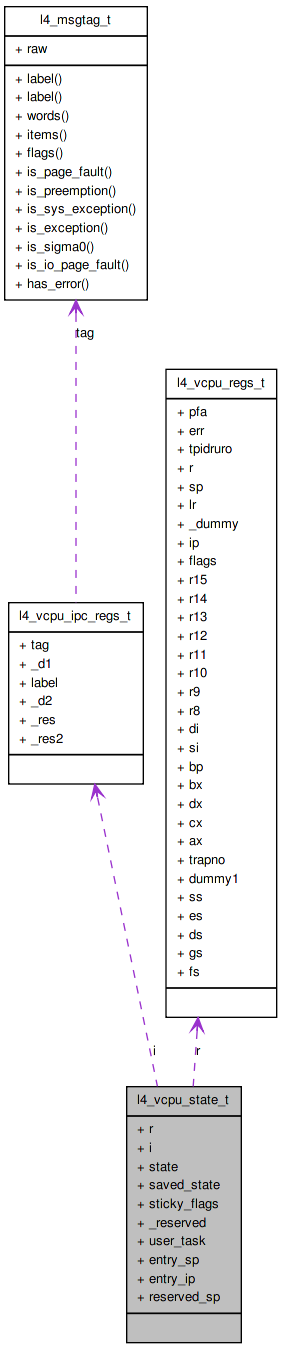 l4_msgtag_t
+ raw
+ label()
+ label()
+ words()
+ items()
+ flags()
+ is_page_fault()
+ is_preemption()
+ is_sys_exception()
+ is_exception()
+ is_sigma0()
+ is_io_page_fault()
+ has_error()
tag
l4_vcpu_regs_t
+ pfa
+ err
+ tpidruro
+ r
+ sp
+ lr
+ _dummy
+ ip
+ flags
+ r15
+ r14
+ r13
+ r12
+ r11
+ r10
+ r9
+ r8
+ di
+ si
+ bp
+ bx
+ dx
+ cx
+ ax
+ trapno
+ dummy1
+ ss
+ es
+ ds
+ gs
+ fs
l4_vcpu_ipc_regs_t
+ tag
+ _d1
+ label
+ _d2
+ _res
+ _res2
i
r
l4_vcpu_state_t
+ r
+ i
+ state
+ saved_state
+ sticky_flags
+ _reserved
+ user_task
+ entry_sp
+ entry_ip
+ reserved_sp